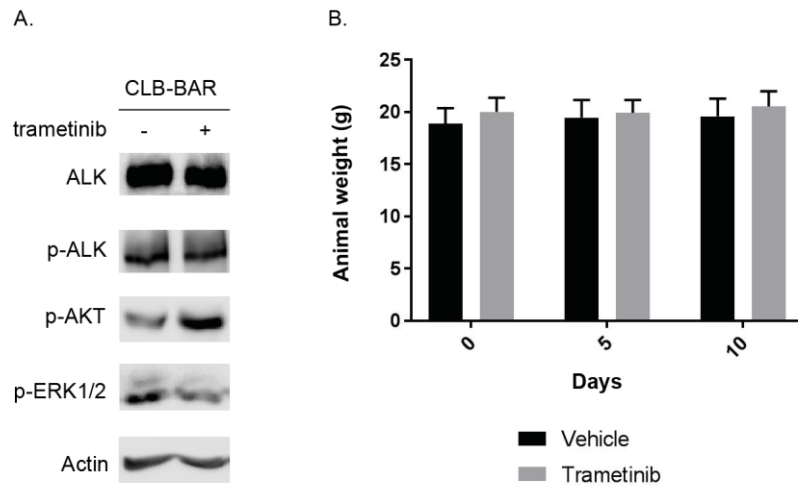 A.
CLB-BAR
trametinib - +
ALK
p-ALK
p-AKT
p-ERK1/2
Actin
B.
25
20
15
10
5
0
Animal weight (g)
0 5 10
Days
Vehicle
Trametinib